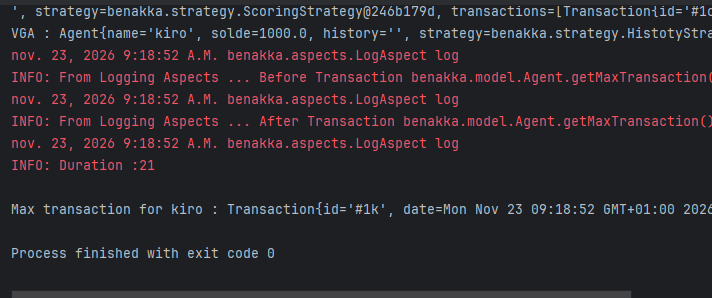 ', strategy=benakka.strategy.ScoringStrategy@246b179d, transactions=[Transaction{id='#1k
VGA : Agent{name='kiro', solde=1000.0, history='', strategy=benakka.strategy.HistotyStra
nov. 23, 2026 9:18:52 A.M. benakka.aspects.LogAspect log
INFO: From Logging Aspects ... Before Transaction benakka.model.Agent.getMaxTransaction(
nov. 23, 2026 9:18:52 A.M. benakka.aspects.LogAspect log
INFO: From Logging Aspects ... After Transaction benakka.model.Agent.getMaxTransaction()
nov. 23, 2026 9:18:52 A.M. benakka.aspects.LogAspect log
INFO: Duration :21
Max transaction for kiro : Transaction{id='#1k', date=Mon Nov 23 09:18:52 GMT+01:00 2026
Process finished with exit code 0